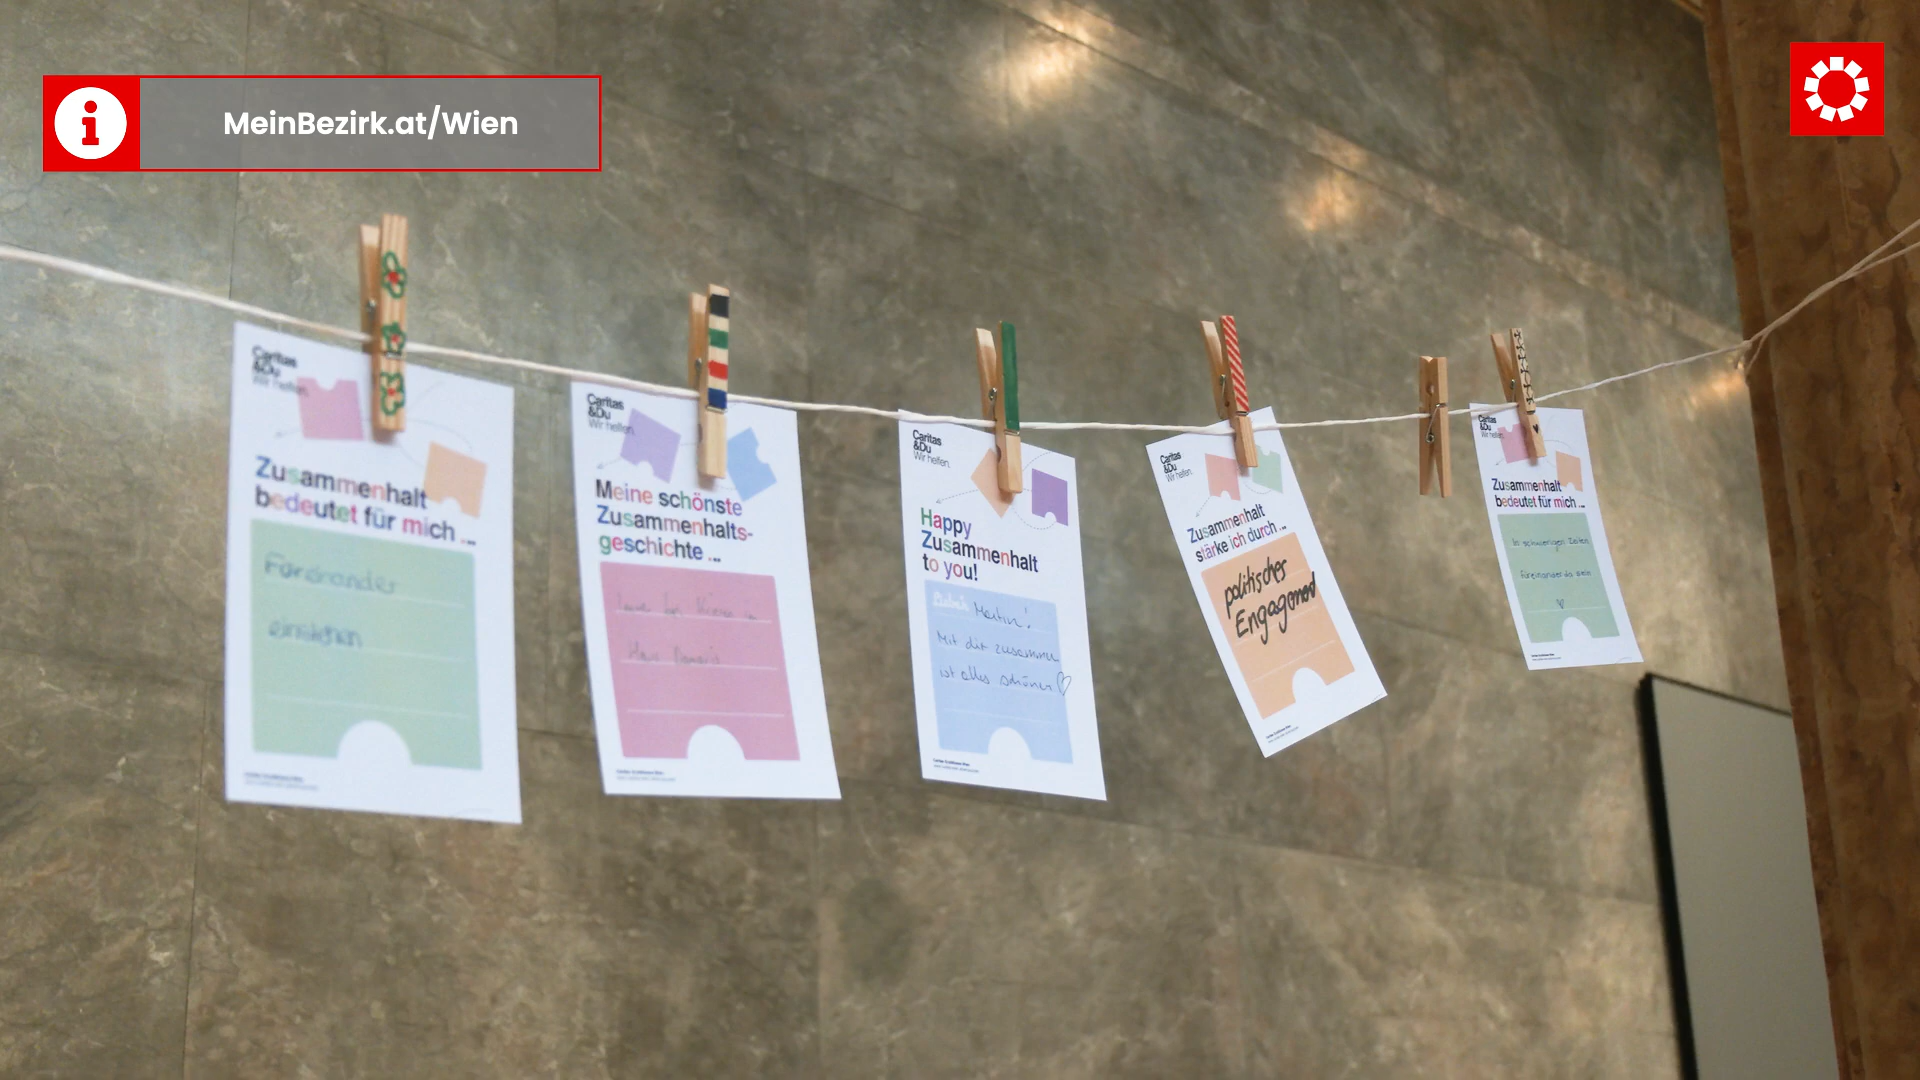 MeinBezirk.at/Wien
Caritas
&Du
Wir helfen.
Zusammenhalt
bedeutet für mich ...
Füreinander
einstehen
Caritas
&Du
Wir helfen.
Meine schönste
Zusammenhalts-
geschichte ...
Caritas
&Du
Wir helfen.
Happy
Zusammenhalt
to you!
Martin!
Mit dir zusammen
ist alles schöner
Caritas
&Du
Wir helfen.
Zusammenhalt
stärke ich durch ...
politisches
Engagement
Caritas
&Du
Wir helfen.
Zusammenhalt
bedeutet für mich ...
In schwierigen Zeiten
füreinander da sein